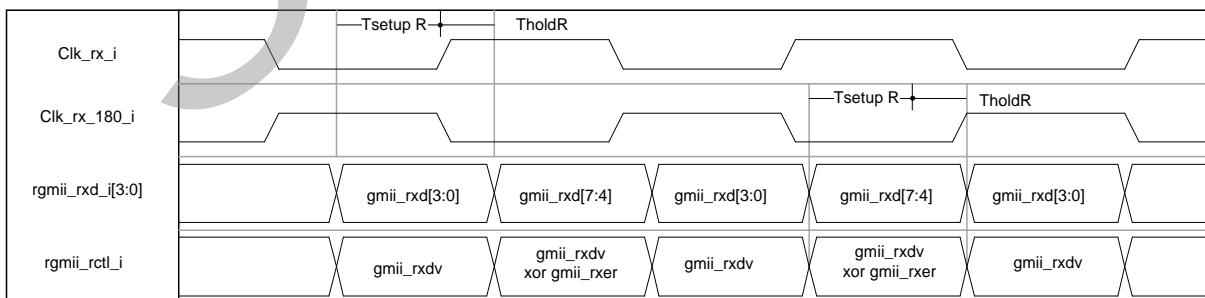 Tsetup R
TholdR
Clk_rx_i
Tsetup R
TholdR
Clk_rx_180_i
rgmii_rxd_i[3:0]
gmii_rxd[3:0]
gmii_rxd[7:4]
gmii_rxd[3:0]
gmii_rxd[7:4]
gmii_rxd[3:0]
rgmii_rctl_i
gmii_rxdv
gmii_rxdv
xor gmii_rxer
gmii_rxdv
gmii_rxdv
xor gmii_rxer
gmii_rxdv